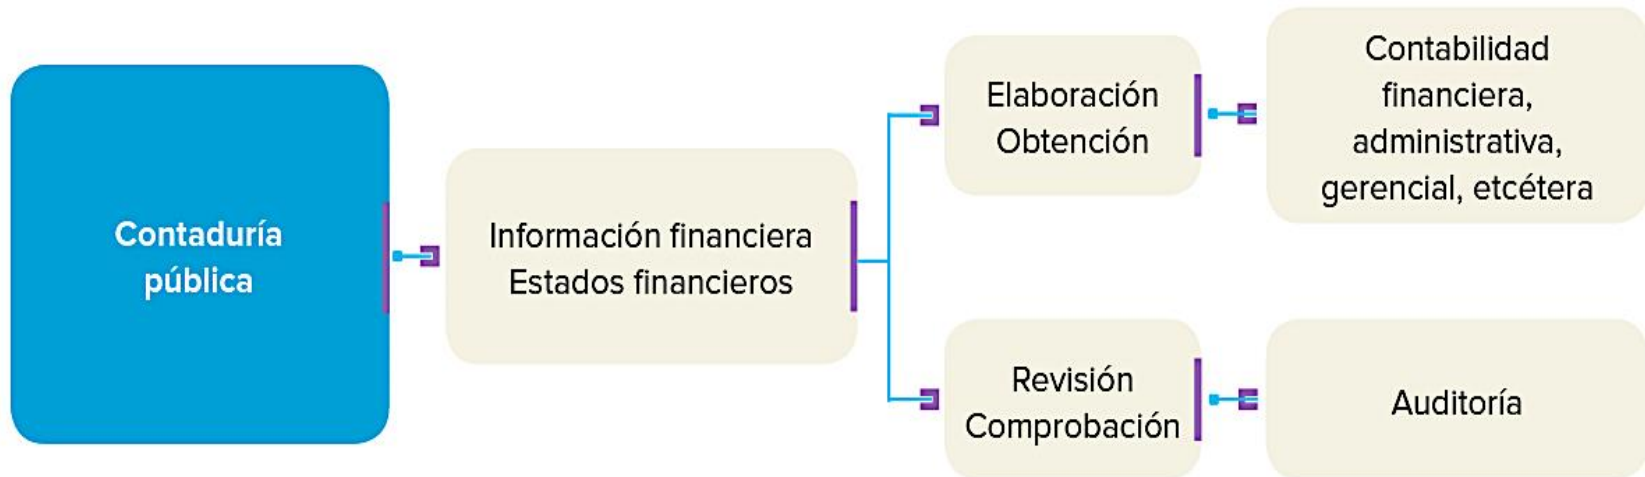 Contaduría
pública
Información financiera
Estados financieros
Elaboración
Obtención
Contabilidad
financiera,
administrativa,
gerencial, etcétera
Revisión
Comprobación
Auditoría